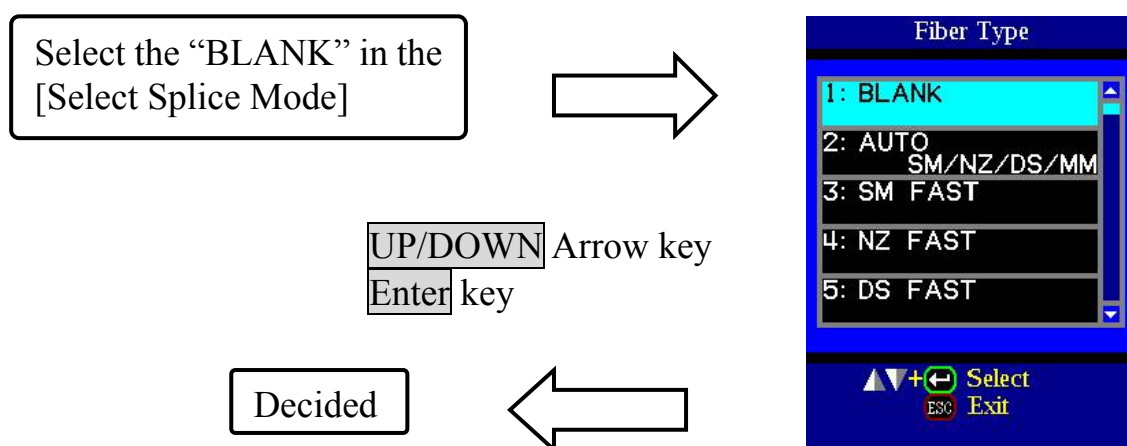 Select the “BLANK” in the
[Select Splice Mode]
Fiber Type
1: BLANK
2: AUTO
SM/NZ/DS/MM
3: SM FAST
4: NZ FAST
5: DS FAST
UP/DOWN Arrow key
Enter key
Decided
+ Select
ESC Exit